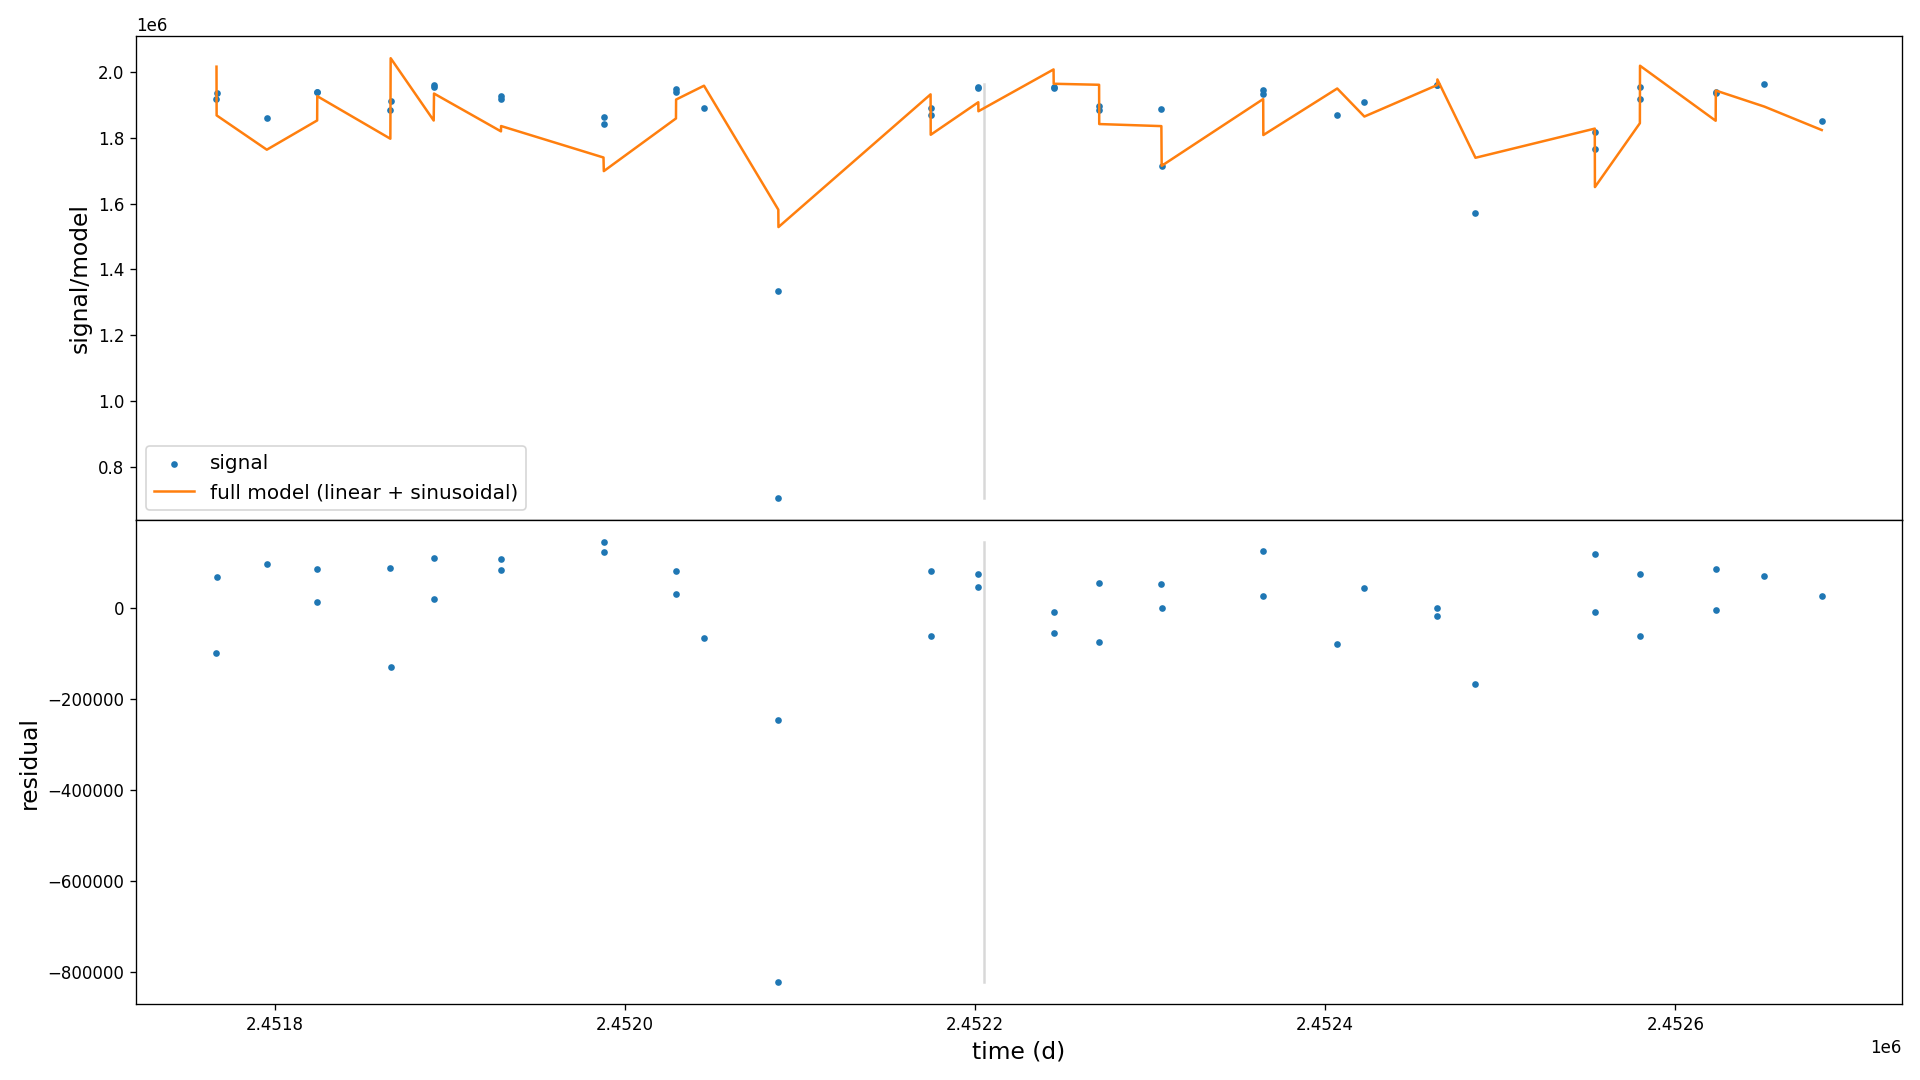 1e6
signal/model
2.0
1.8
1.6
1.4
1.2
1.0
0.8
signal
full model (linear + sinusoidal)
residual
0
−200000
−400000
−600000
−800000
2.4518
2.4520
2.4522
2.4524
2.4526
time (d)
1e6